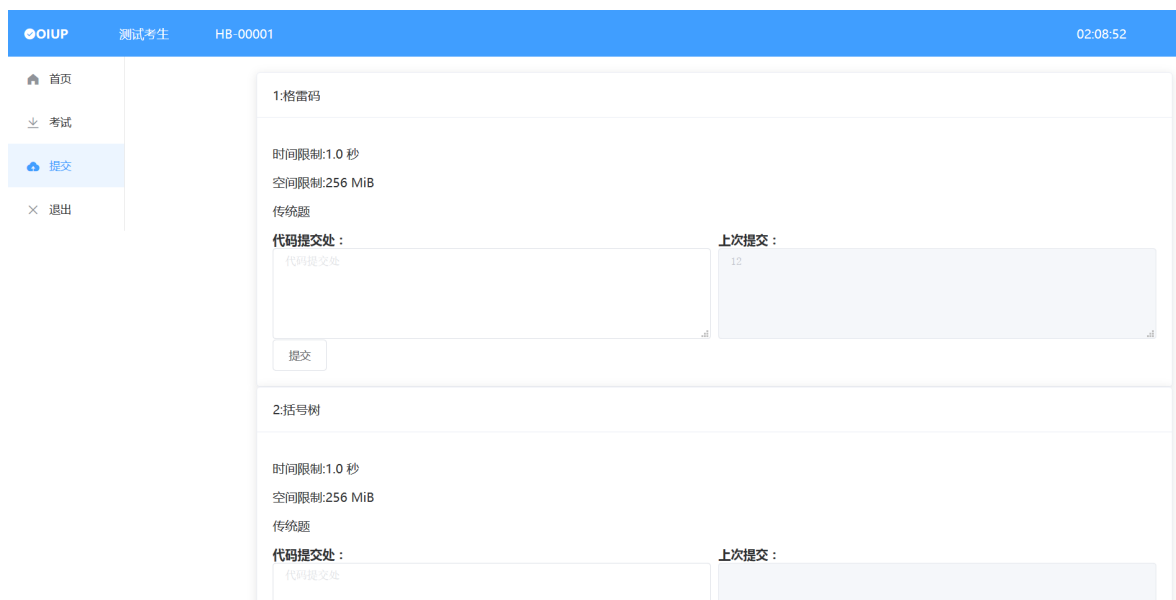 OIUP 测试考生 HB-00001 02:08:52
首页
考试
提交
退出
1:格雷码
时间限制:1.0 秒
空间限制:256 MiB
传统题
代码提交处： 上次提交：
代码提交处 12
提交
2:括号树
时间限制:1.0 秒
空间限制:256 MiB
传统题
代码提交处： 上次提交：
代码提交处